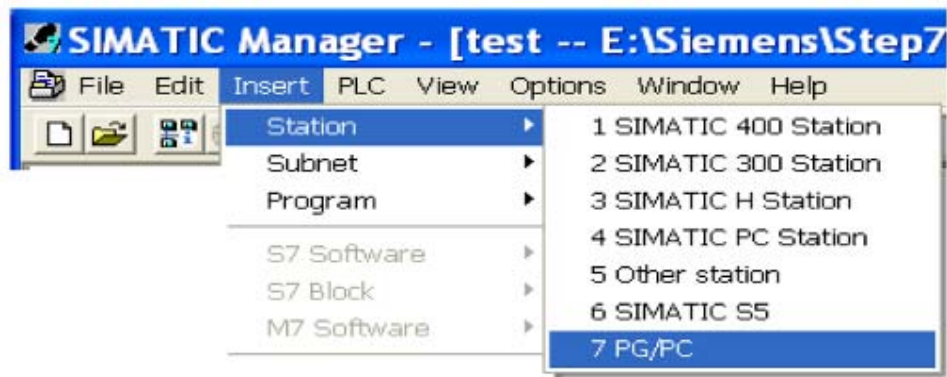 SIMATIC Manager - [test -- E:\Siemens\Step7
File Edit Insert PLC View Options Window Help
Station
Subnet
Program
S7 Software
S7 Block
M7 Software
1 SIMATIC 400 Station
2 SIMATIC 300 Station
3 SIMATIC H Station
4 SIMATIC PC Station
5 Other station
6 SIMATIC S5
7 PG/PC